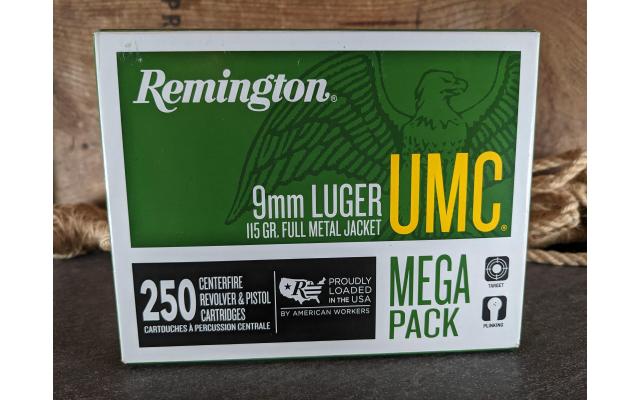 PR
Remington®
9mm LUGER
115 GR. FULL METAL JACKET
UMC®
250
CENTERFIRE
REVOLVER & PISTOL
CARTRIDGES
CARTOUCHES À PERCUSSION CENTRALE
R
PROUDLY
LOADED
IN THE USA
BY AMERICAN WORKERS
MEGA
PACK
TARGET
PLINKING